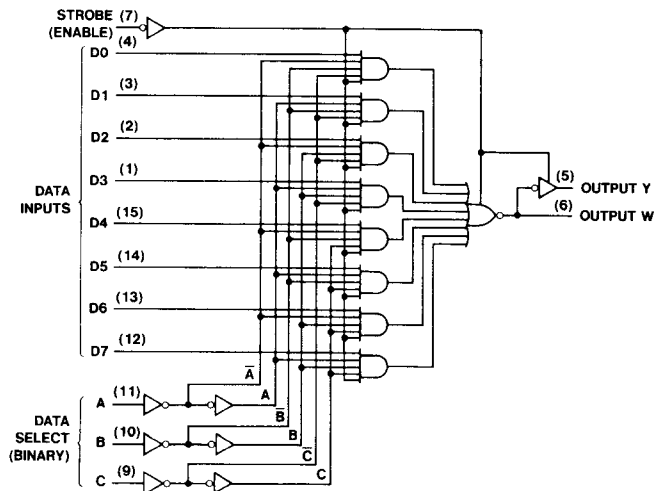 STROBE (7)
(ENABLE)
(4)
D0
(3)
D1
(2)
D2
(1)
D3
DATA
INPUTS
(15)
D4
(14)
D5
(13)
D6
(12)
D7
(5)
OUTPUT Y
(6)
OUTPUT W
A̅
A (11)
A
B̅
DATA
SELECT
(BINARY)
B (10)
B
C̅
C (9)
C